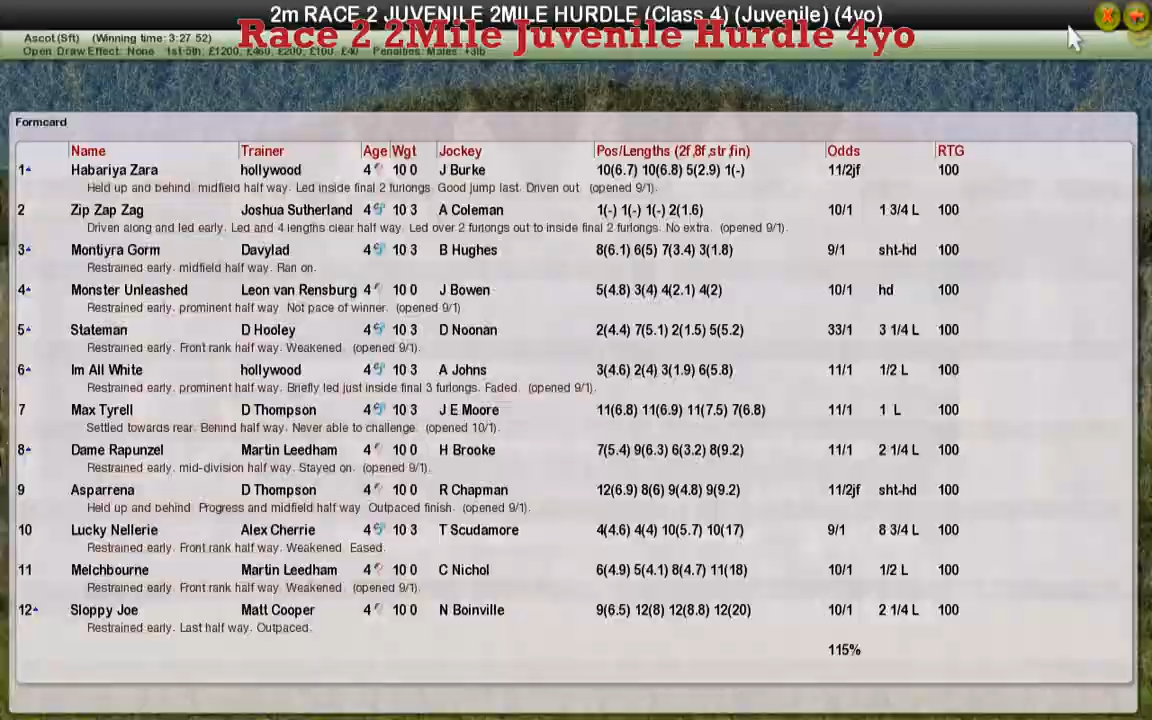 2m RACE 2 JUVENILE 2MILE HURDLE (Class 4) (Juvenile) (4yo)
Race 2 2Mile Juvenile Hurdle 4yo
Ascot(Sft) (Winning time: 3:27 52)
Open Draw Effect: None 1st-5th: £1200, £460, £200, £100, £40 Penalties: Males: +3lb
Formcard
Name Trainer Age Wgt Jockey Pos/Lengths (2f,8f,str,fin) Odds RTG
1 Habariya Zara hollywood 4 10 0 J Burke 10(6.7) 10(6.8) 5(2.9) 1(-) 11/2jf 100
Held up and behind. midfield half way. Led inside final 2 furlongs. Good jump last. Driven out. (opened 9/1).
2 Zip Zap Zag Joshua Sutherland 4 10 3 A Coleman 1(-) 1(-) 1(-) 2(1.6) 10/1 1 3/4 L 100
Driven along and led early. Led and 4 lengths clear half way. Led over 2 furlongs out to inside final 2 furlongs. No extra. (opened 9/1).
3 Montiyra Gorm Davylad 4 10 3 B Hughes 8(6.1) 6(5) 7(3.4) 3(1.8) 9/1 sht-hd 100
Restrained early. midfield half way. Ran on.
4 Monster Unleashed Leon van Rensburg 4 10 0 J Bowen 5(4.8) 3(4) 4(2.1) 4(2) 10/1 hd 100
Restrained early. prominent half way. Not pace of winner. (opened 9/1)
5 Stateman D Hooley 4 10 3 D Noonan 2(4.4) 7(5.1) 2(1.5) 5(5.2) 33/1 3 1/4 L 100
Restrained early. Front rank half way. Weakened. (opened 9/1).
6 Im All White hollywood 4 10 3 A Johns 3(4.6) 2(4) 3(1.9) 6(5.8) 11/1 1/2 L 100
Restrained early. prominent half way. Briefly led just inside final 3 furlongs. Faded. (opened 9/1).
7 Max Tyrell D Thompson 4 10 3 J E Moore 11(6.8) 11(6.9) 11(7.5) 7(6.8) 11/1 1 L 100
Settled towards rear. Behind half way. Never able to challenge. (opened 10/1).
8 Dame Rapunzel Martin Leedham 4 10 0 H Brooke 7(5.4) 9(6.3) 6(3.2) 8(9.2) 11/1 2 1/4 L 100
Restrained early. mid-division half way. Stayed on. (opened 9/1).
9 Asparrena D Thompson 4 10 0 R Chapman 12(6.9) 8(6) 9(4.8) 9(9.2) 11/2jf sht-hd 100
Held up and behind. Progress and midfield half way. Outpaced finish. (opened 9/1).
10 Lucky Nellerie Alex Cherrie 4 10 3 T Scudamore 4(4.6) 4(4) 10(5.7) 10(17) 9/1 8 3/4 L 100
Restrained early. Front rank half way. Weakened. Eased.
11 Melchbourne Martin Leedham 4 10 0 C Nichol 6(4.9) 5(4.1) 8(4.7) 11(18) 10/1 1/2 L 100
Restrained early. Front rank half way. Weakened. (opened 9/1)
12 Sloppy Joe Matt Cooper 4 10 0 N Boinville 9(6.5) 12(8) 12(8.8) 12(20) 10/1 2 1/4 L 100
Restrained early. Last half way. Outpaced.
115%